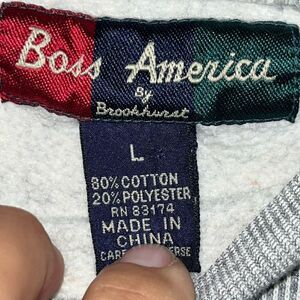 Boss America
By
Brookhurst
L
80% COTTON
20% POLYESTER
RN 83174
MADE IN
CHINA